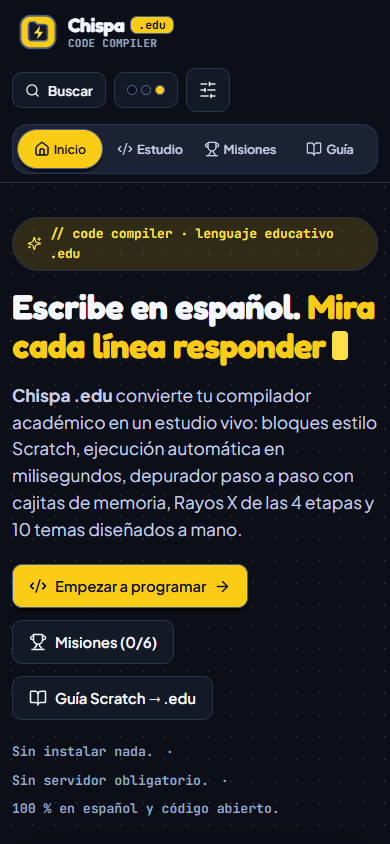 Chispa .edu
CODE COMPILER
Buscar
Inicio
Estudio
Misiones
Guía
// code compiler · lenguaje educativo
.edu
Escribe en español. Mira
cada línea responder
Chispa .edu convierte tu compilador
académico en un estudio vivo: bloques estilo
Scratch, ejecución automática en
milisegundos, depurador paso a paso con
cajitas de memoria, Rayos X de las 4 etapas y
10 temas diseñados a mano.
Empezar a programar →
Misiones (0/6)
Guía Scratch → .edu
Sin instalar nada. ·
Sin servidor obligatorio. ·
100 % en español y código abierto.